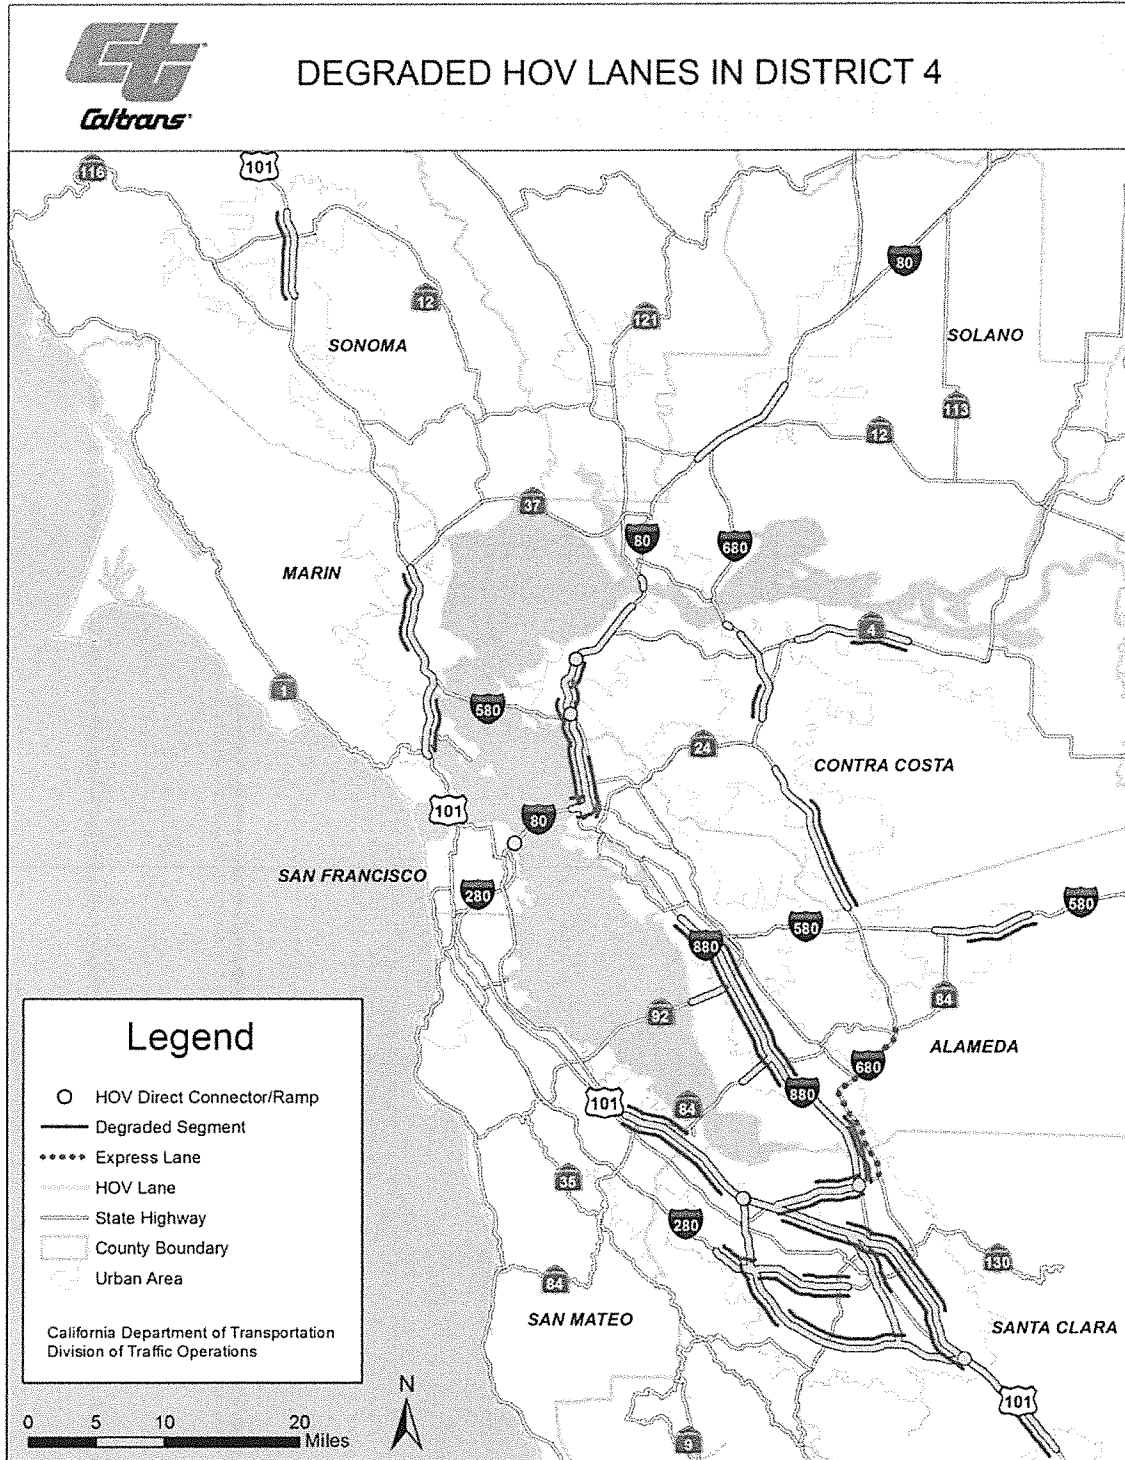 Caltrans
DEGRADED HOV LANES IN DISTRICT 4
116
101
80
12
121
SONOMA
SOLANO
113
12
37
80
680
MARIN
4
1
580
24
CONTRA COSTA
101
80
SAN FRANCISCO
280
580
580
880
84
92
ALAMEDA
680
880
101
84
35
280
130
84
SAN MATEO
SANTA CLARA
101
9
Legend
HOV Direct Connector/Ramp
Degraded Segment
Express Lane
HOV Lane
State Highway
County Boundary
Urban Area
California Department of Transportation
Division of Traffic Operations
N
0 5 10 20
Miles